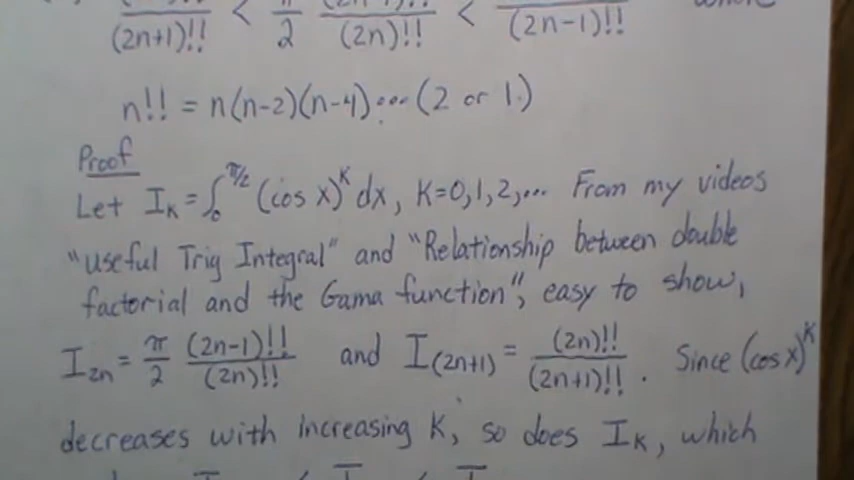 (2n+1)!! < π/2 (2n-1)!!/(2n)!! < (2n-1)!! where
n!! = n(n-2)(n-4)...(2 or 1.)
Proof
Let I_K = ∫_0^{π/2} (cos x)^K dx, K=0,1,2,... From my videos
"useful Trig Integral" and "Relationship between double
factorial and the Gama function", easy to show,
I_{2n} = π/2 (2n-1)!!/(2n)!! and I_{(2n+1)} = (2n)!!/(2n+1)!!. Since (cos x)^K
decreases with increasing K, so does I_K, which